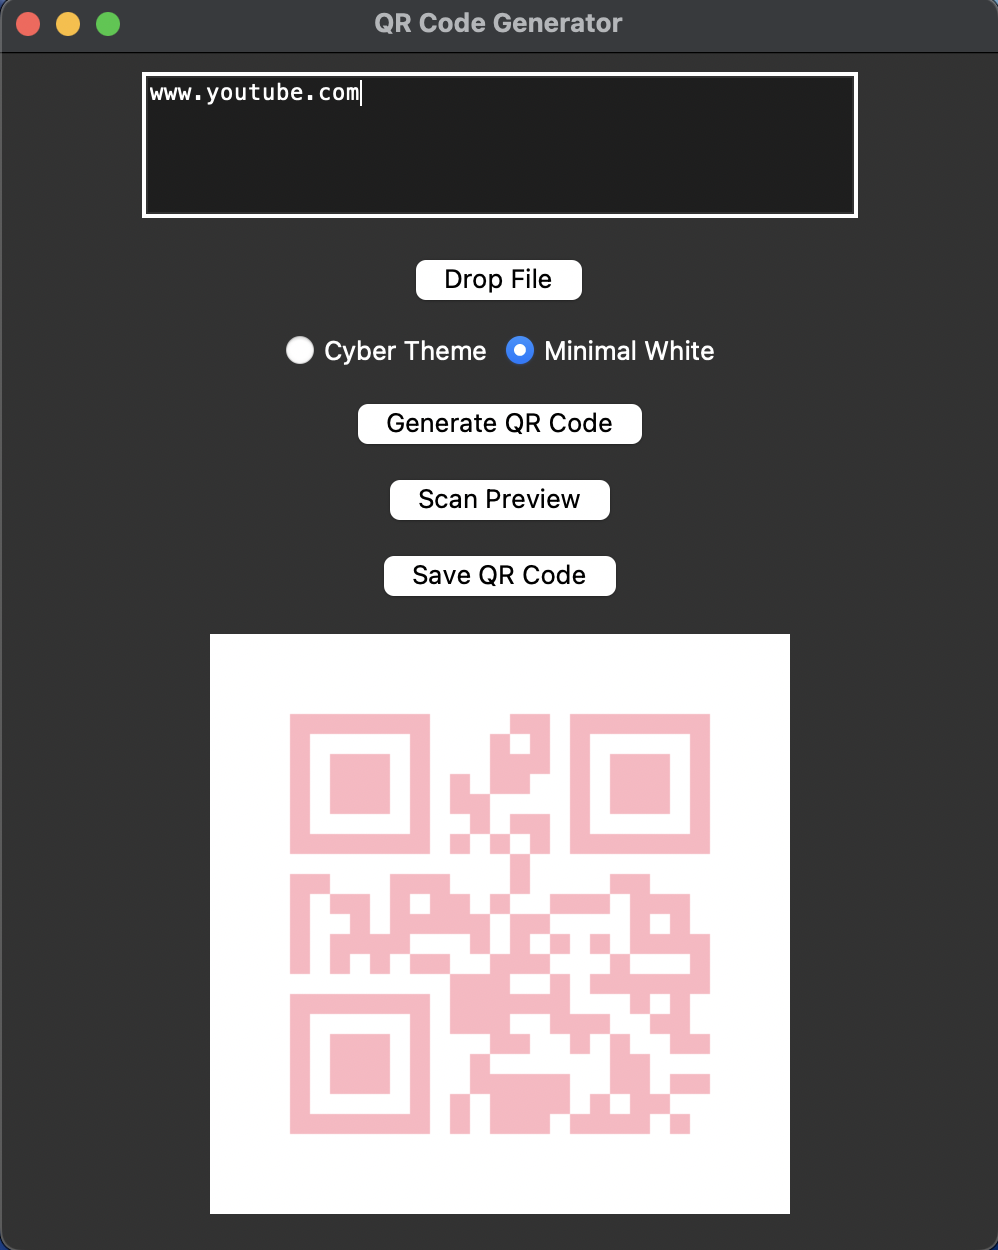 QR Code Generator
www.youtube.com
Drop File
Cyber Theme Minimal White
Generate QR Code
Scan Preview
Save QR Code